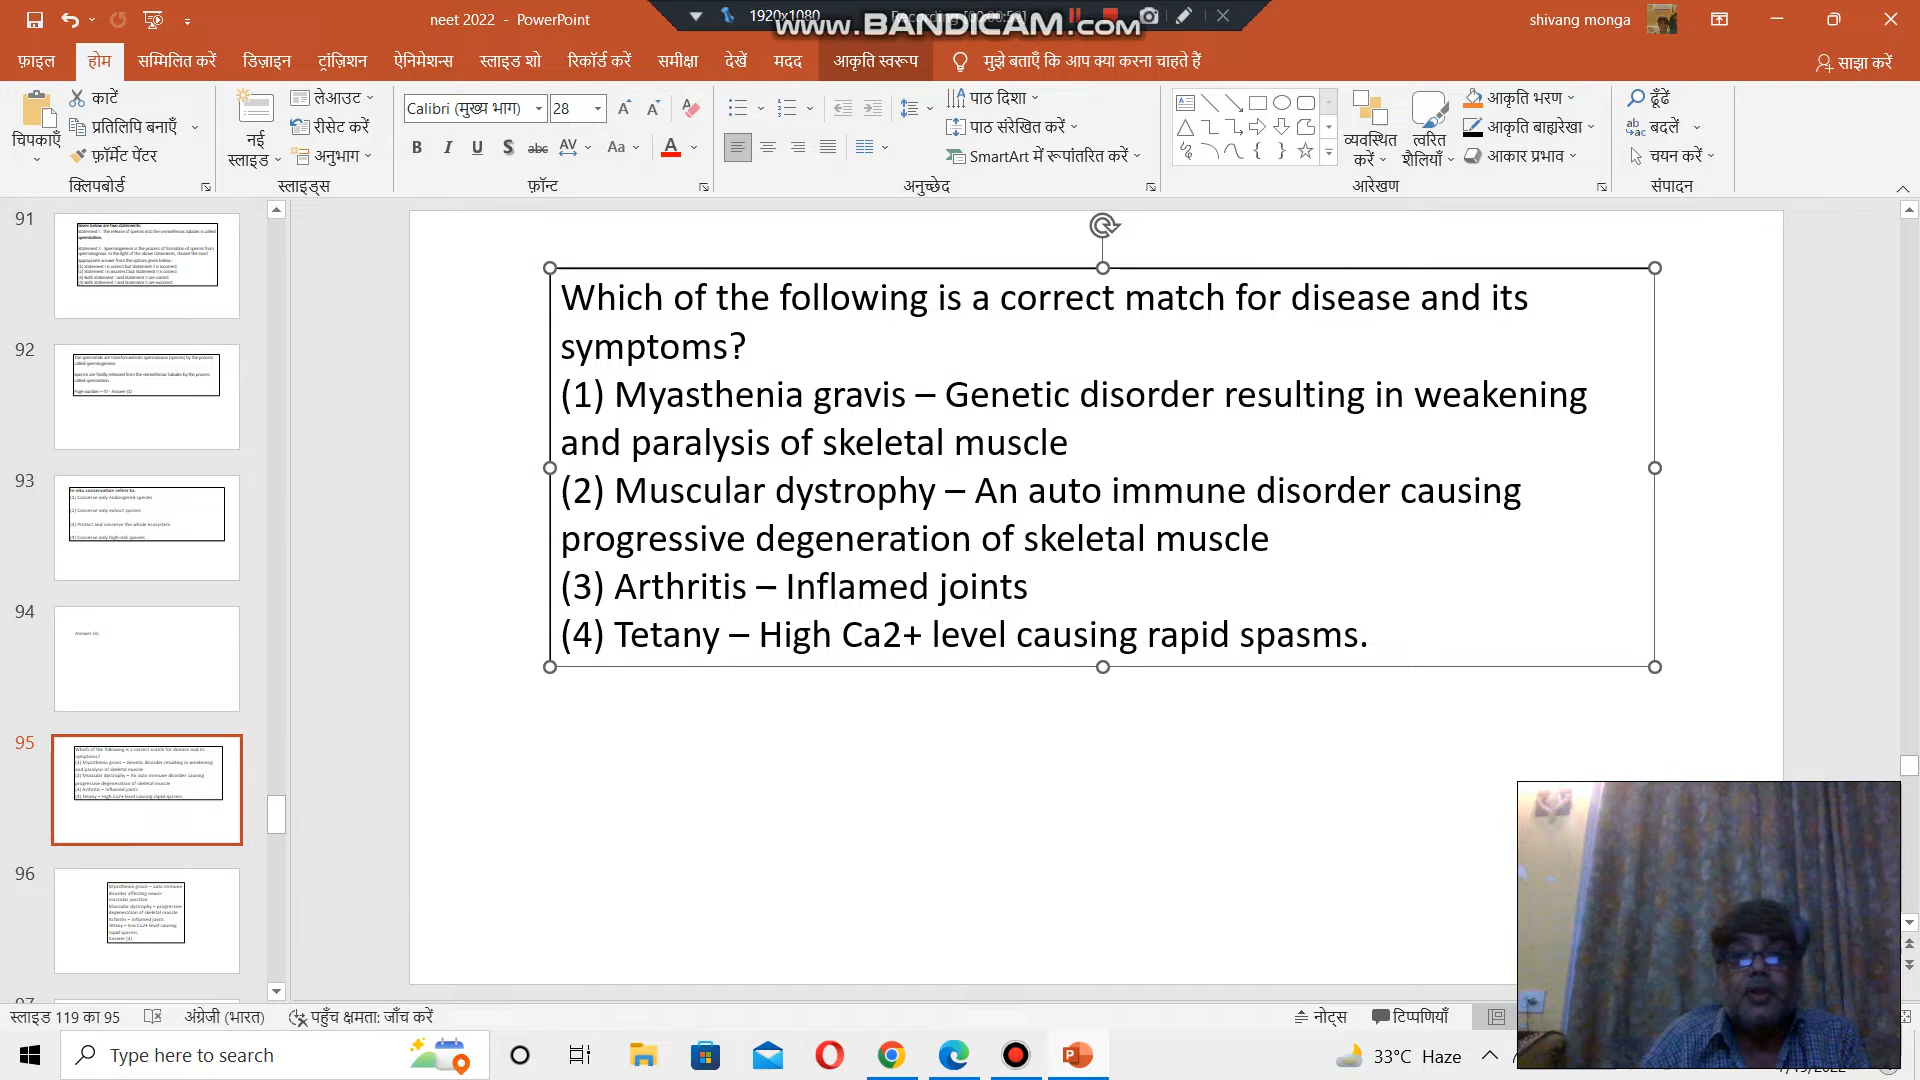 neet 2022 - PowerPoint
1920x1080
www.BANDICAM.com
shivang monga
फ़ाइल
होम
सम्मिलित करें
डिज़ाइन
ट्रांज़िशन
ऐनिमेशन्स
स्लाइड शो
रिकॉर्ड करें
समीक्षा
देखें
मदद
आकृति स्वरूप
मुझे बताएँ कि आप क्या करना चाहते हैं
साझा करें
चिपकाएँ
काटें
प्रतिलिपि बनाएँ
फ़ॉर्मेट पेंटर
क्लिपबोर्ड
नई
स्लाइड
लेआउट
रीसेट करें
अनुभाग
स्लाइड्स
Calibri (मुख्य भाग)
28
B I U S abc AV Aa A
फ़ॉन्ट
पाठ दिशा
पाठ संरेखित करें
SmartArt में रूपांतरित करें
अनुच्छेद
व्यवस्थित
करें
त्वरित
शैलियाँ
आकृति भरण
आकृति बाह्यरेखा
आकार प्रभाव
आरेखण
ढूँढें
बदलें
चयन करें
संपादन
91
92
93
94
Answer (3)
95
96
Which of the following is a correct match for disease and its
symptoms?
(1) Myasthenia gravis – Genetic disorder resulting in weakening
and paralysis of skeletal muscle
(2) Muscular dystrophy – An auto immune disorder causing
progressive degeneration of skeletal muscle
(3) Arthritis – Inflamed joints
(4) Tetany – High Ca2+ level causing rapid spasms.
स्लाइड 119 का 95
अंग्रेज़ी (भारत)
पहुँच क्षमता: जाँच करें
नोट्स
टिप्पणियाँ
Type here to search
33°C Haze